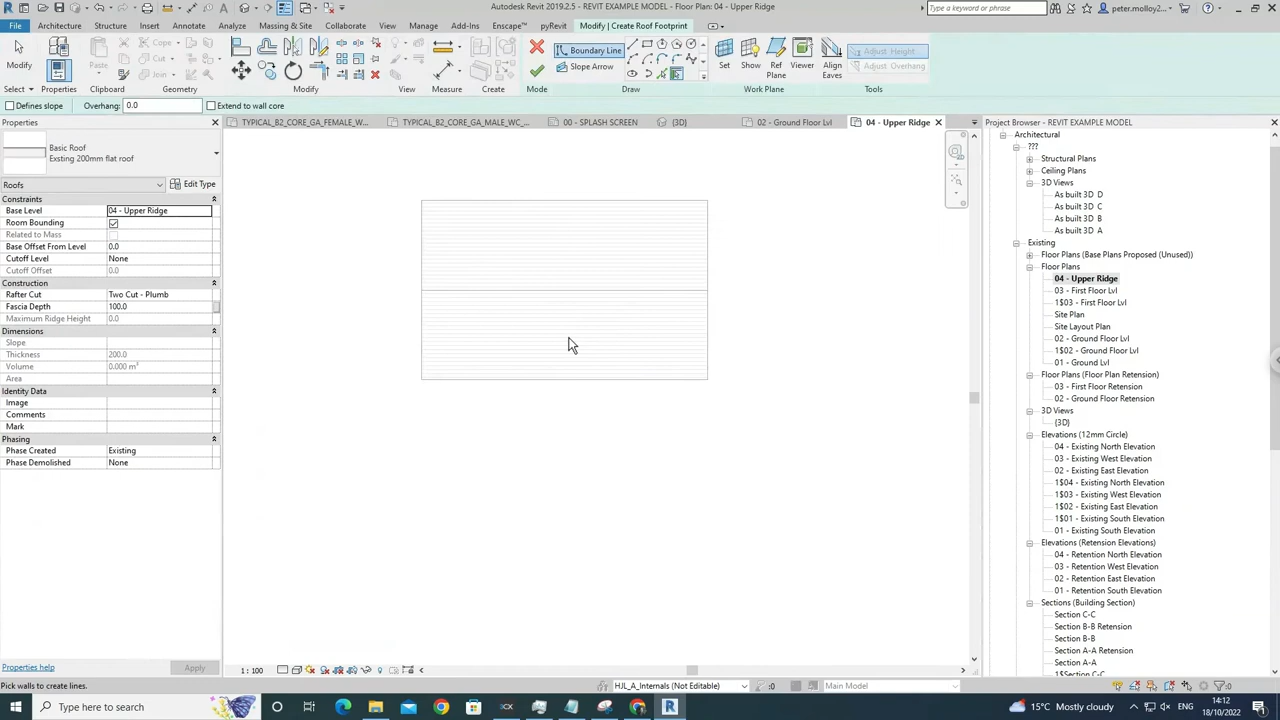 Autodesk Revit 2019.2.5 - REVIT EXAMPLE MODEL - Floor Plan: 04 - Upper Ridge
Type a keyword or phrase
peter.molloy2...
File
Architecture
Structure
Steel
Systems
Insert
Annotate
Analyze
Massing & Site
Collaborate
View
Manage
Add-Ins
Enscape™
reViz
Modify | Create Roof Footprint
Modify
Paste
Cope
Boundary Line
Slope Arrow
Set
Show
Ref
Plane
Viewer
Align
Eaves
Adjust Height
Adjust Overhang
Select
Properties
Clipboard
Geometry
Modify
View
Measure
Create
Mode
Draw
Work Plane
Tools
Defines slope
Overhang: 0.0
Extend to wall core
Properties
TYPICAL_B2_CORE_GA_FEMALE_W...
TYPICAL_B2_CORE_GA_MALE_WC_...
00 - SPLASH SCREEN
{3D}
02 - Ground Floor Lvl
04 - Upper Ridge
Project Browser - REVIT EXAMPLE MODEL
Basic Roof
Exsting 200mm flat roof
Roofs
Edit Type
Constraints
Base Level 04 - Upper Ridge
Room Bounding
Related to Mass
Base Offset From Level 0.0
Cutoff Level None
Cutoff Offset 0.0
Construction
Rafter Cut Two Cut - Plumb
Fascia Depth 100.0
Maximum Ridge Height 0.0
Dimensions
Slope
Thickness 200.0
Volume 0.000 m³
Area
Identity Data
Image
Comments
Mark
Phasing
Phase Created Existing
Phase Demolished None
Properties help
Apply
Architectural
???
Structural Plans
Ceiling Plans
3D Views
As built 3D D
As built 3D C
As built 3D B
As built 3D A
Existing
Floor Plans (Base Plans Proposed (Unused))
Floor Plans
04 - Upper Ridge
03 - First Floor Lvl
1$03 - First Floor Lvl
Site Plan
Site Layout Plan
02 - Ground Floor Lvl
1$02 - Ground Floor Lvl
01 - Ground Lvl
Floor Plans (Floor Plan Retension)
03 - First Floor Retension
02 - Ground Floor Retension
3D Views
{3D}
Elevations (12mm Circle)
04 - Existing North Elevation
03 - Existing West Elevation
02 - Existing East Elevation
1$04 - Existing North Elevation
1$03 - Existing West Elevation
1$02 - Existing East Elevation
1$01 - Existing South Elevation
01 - Existing South Elevation
Elevations (Retension Elevations)
04 - Retension North Elevation
03 - Retension West Elevation
02 - Retension East Elevation
01 - Retension South Elevation
Sections (Building Section)
Section C-C
Section B-B Retension
Section B-B
Section A-A Retension
Section A-A
1$Section C-C
1 : 100
Pick walls to create lines.
HJL_A_Internals (Not Editable)
:0
Main Model
:0
Type here to search
15°C Mostly cloudy
ENG
14:12
18/10/2022